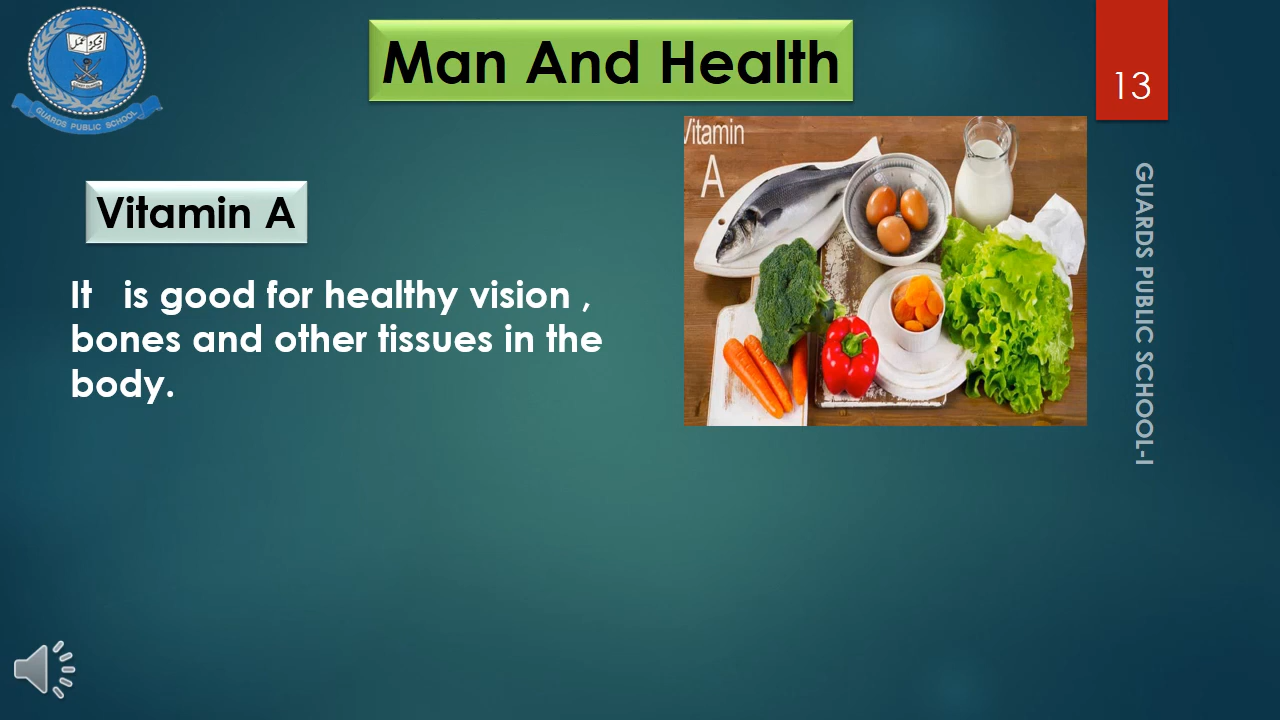 Man And Health
13
GUARDS PUBLIC SCHOOL
Vitamin A
It   is good for healthy vision ,
bones and other tissues in the
body.
Vitamin
A
GUARDS PUBLIC SCHOOL-I